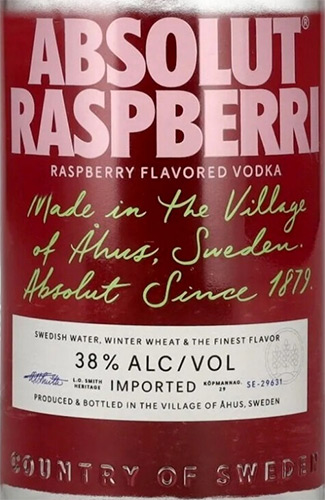 ABSOLUT®
RASPBERRI
RASPBERRY FLAVORED VODKA
Made in the Village
of Åhus, Sweden.
Absolut Since 1879.
SWEDISH WATER, WINTER WHEAT & THE FINEST FLAVOR
38% ALC/VOL
L.O. SMITH HERITAGE IMPORTED KÖPMANNAG. 29 SE-29631
PRODUCED & BOTTLED IN THE VILLAGE OF ÅHUS, SWEDEN
COUNTRY OF SWEDEN